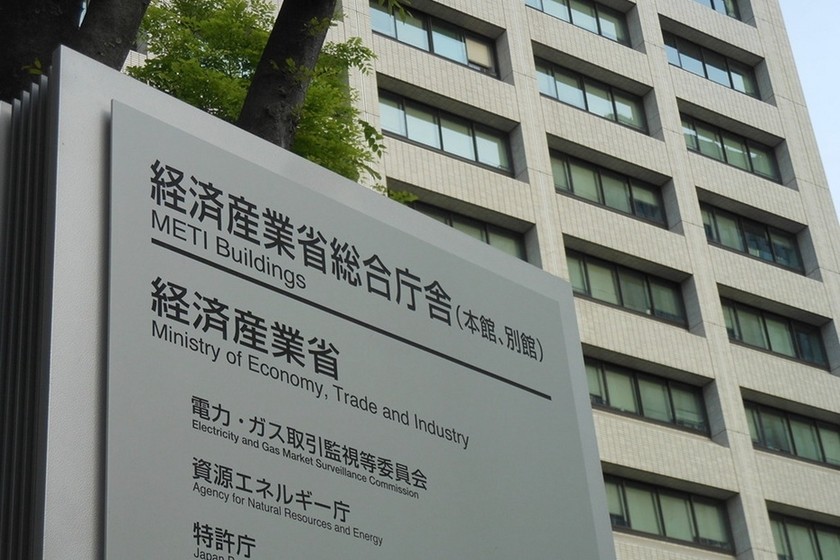 経済産業省総合庁舎(本館、別館)
METI Buildings
経済産業省
Ministry of Economy, Trade and Industry
電力・ガス取引監視等委員会
Electricity and Gas Market Surveillance Commission
資源エネルギー庁
Agency for Natural Resources and Energy
特許庁
Japan